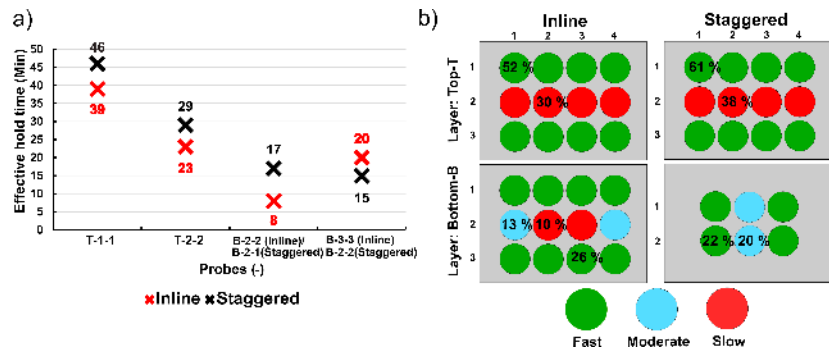 a)
Effective hold time (Min)
50
45
40
35
30
25
20
15
10
5
0
46
39
29
23
17
8
20
15
T-1-1
T-2-2
B-2-2 (Inline)/
B-2-1(Staggered)
B-3-3 (Inline)
B-2-2(Staggered)
Probes (-)
Inline
Staggered
b)
Inline
Staggered
1 2 3 4
1 2 3 4
Layer: Top-T
1
2
3
52 %
30 %
1
2
3
61 %
38 %
Layer: Bottom-B
1
2
3
13 %
10 %
26 %
1
2
22 %
20 %
Fast
Moderate
Slow